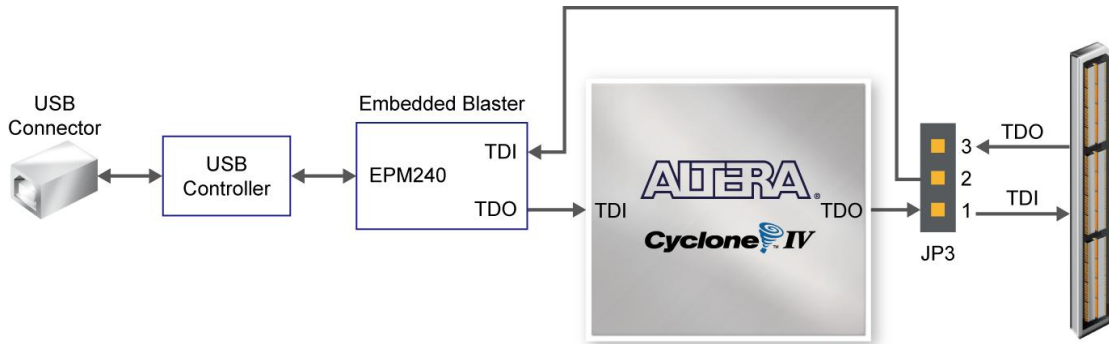 USB
Connector
USB
Controller
Embedded Blaster
TDI
EPM240
TDO
TDI
ALTERA®
Cyclone™ IV
TDO
3
2
1
JP3
TDO
TDI